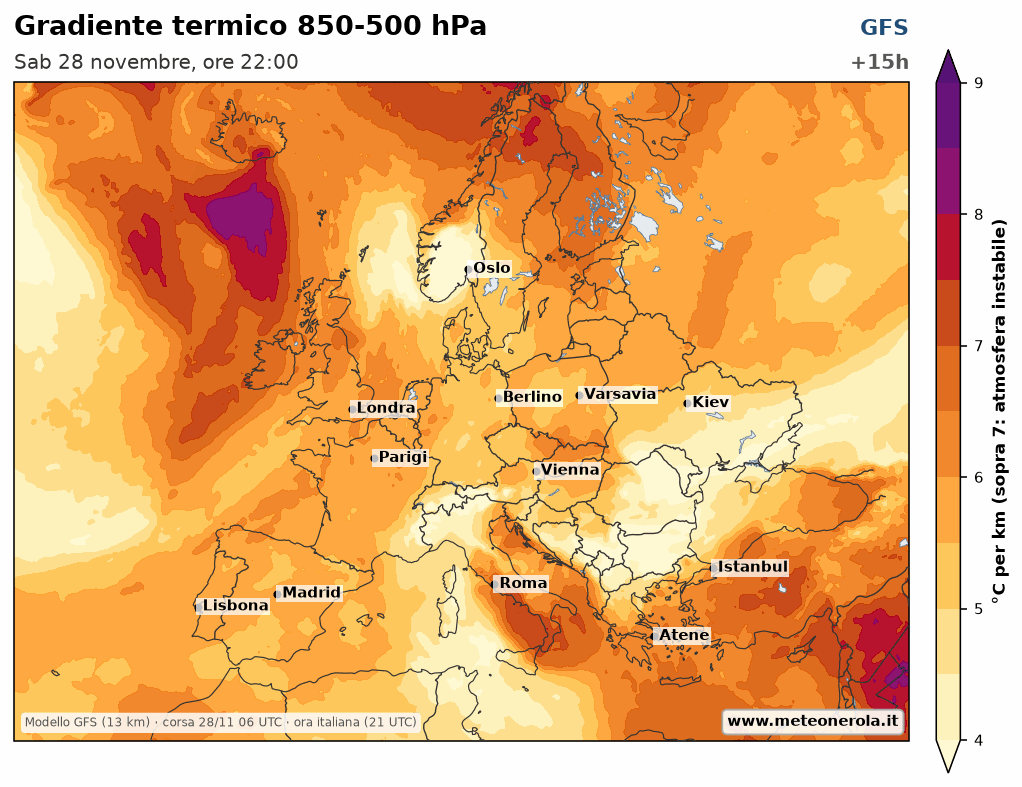 Gradiente termico 850-500 hPa
GFS
Sab 28 novembre, ore 22:00
+15h
Oslo
Berlino
Varsavia
Kiev
Londra
Parigi
Vienna
Istanbul
Roma
Madrid
Lisbona
Atene
Modello GFS (13 km) · corsa 28/11 06 UTC · ora italiana (21 UTC)
www.meteonerola.it
9
8
7
6
5
4
°C per km (sopra 7: atmosfera instabile)